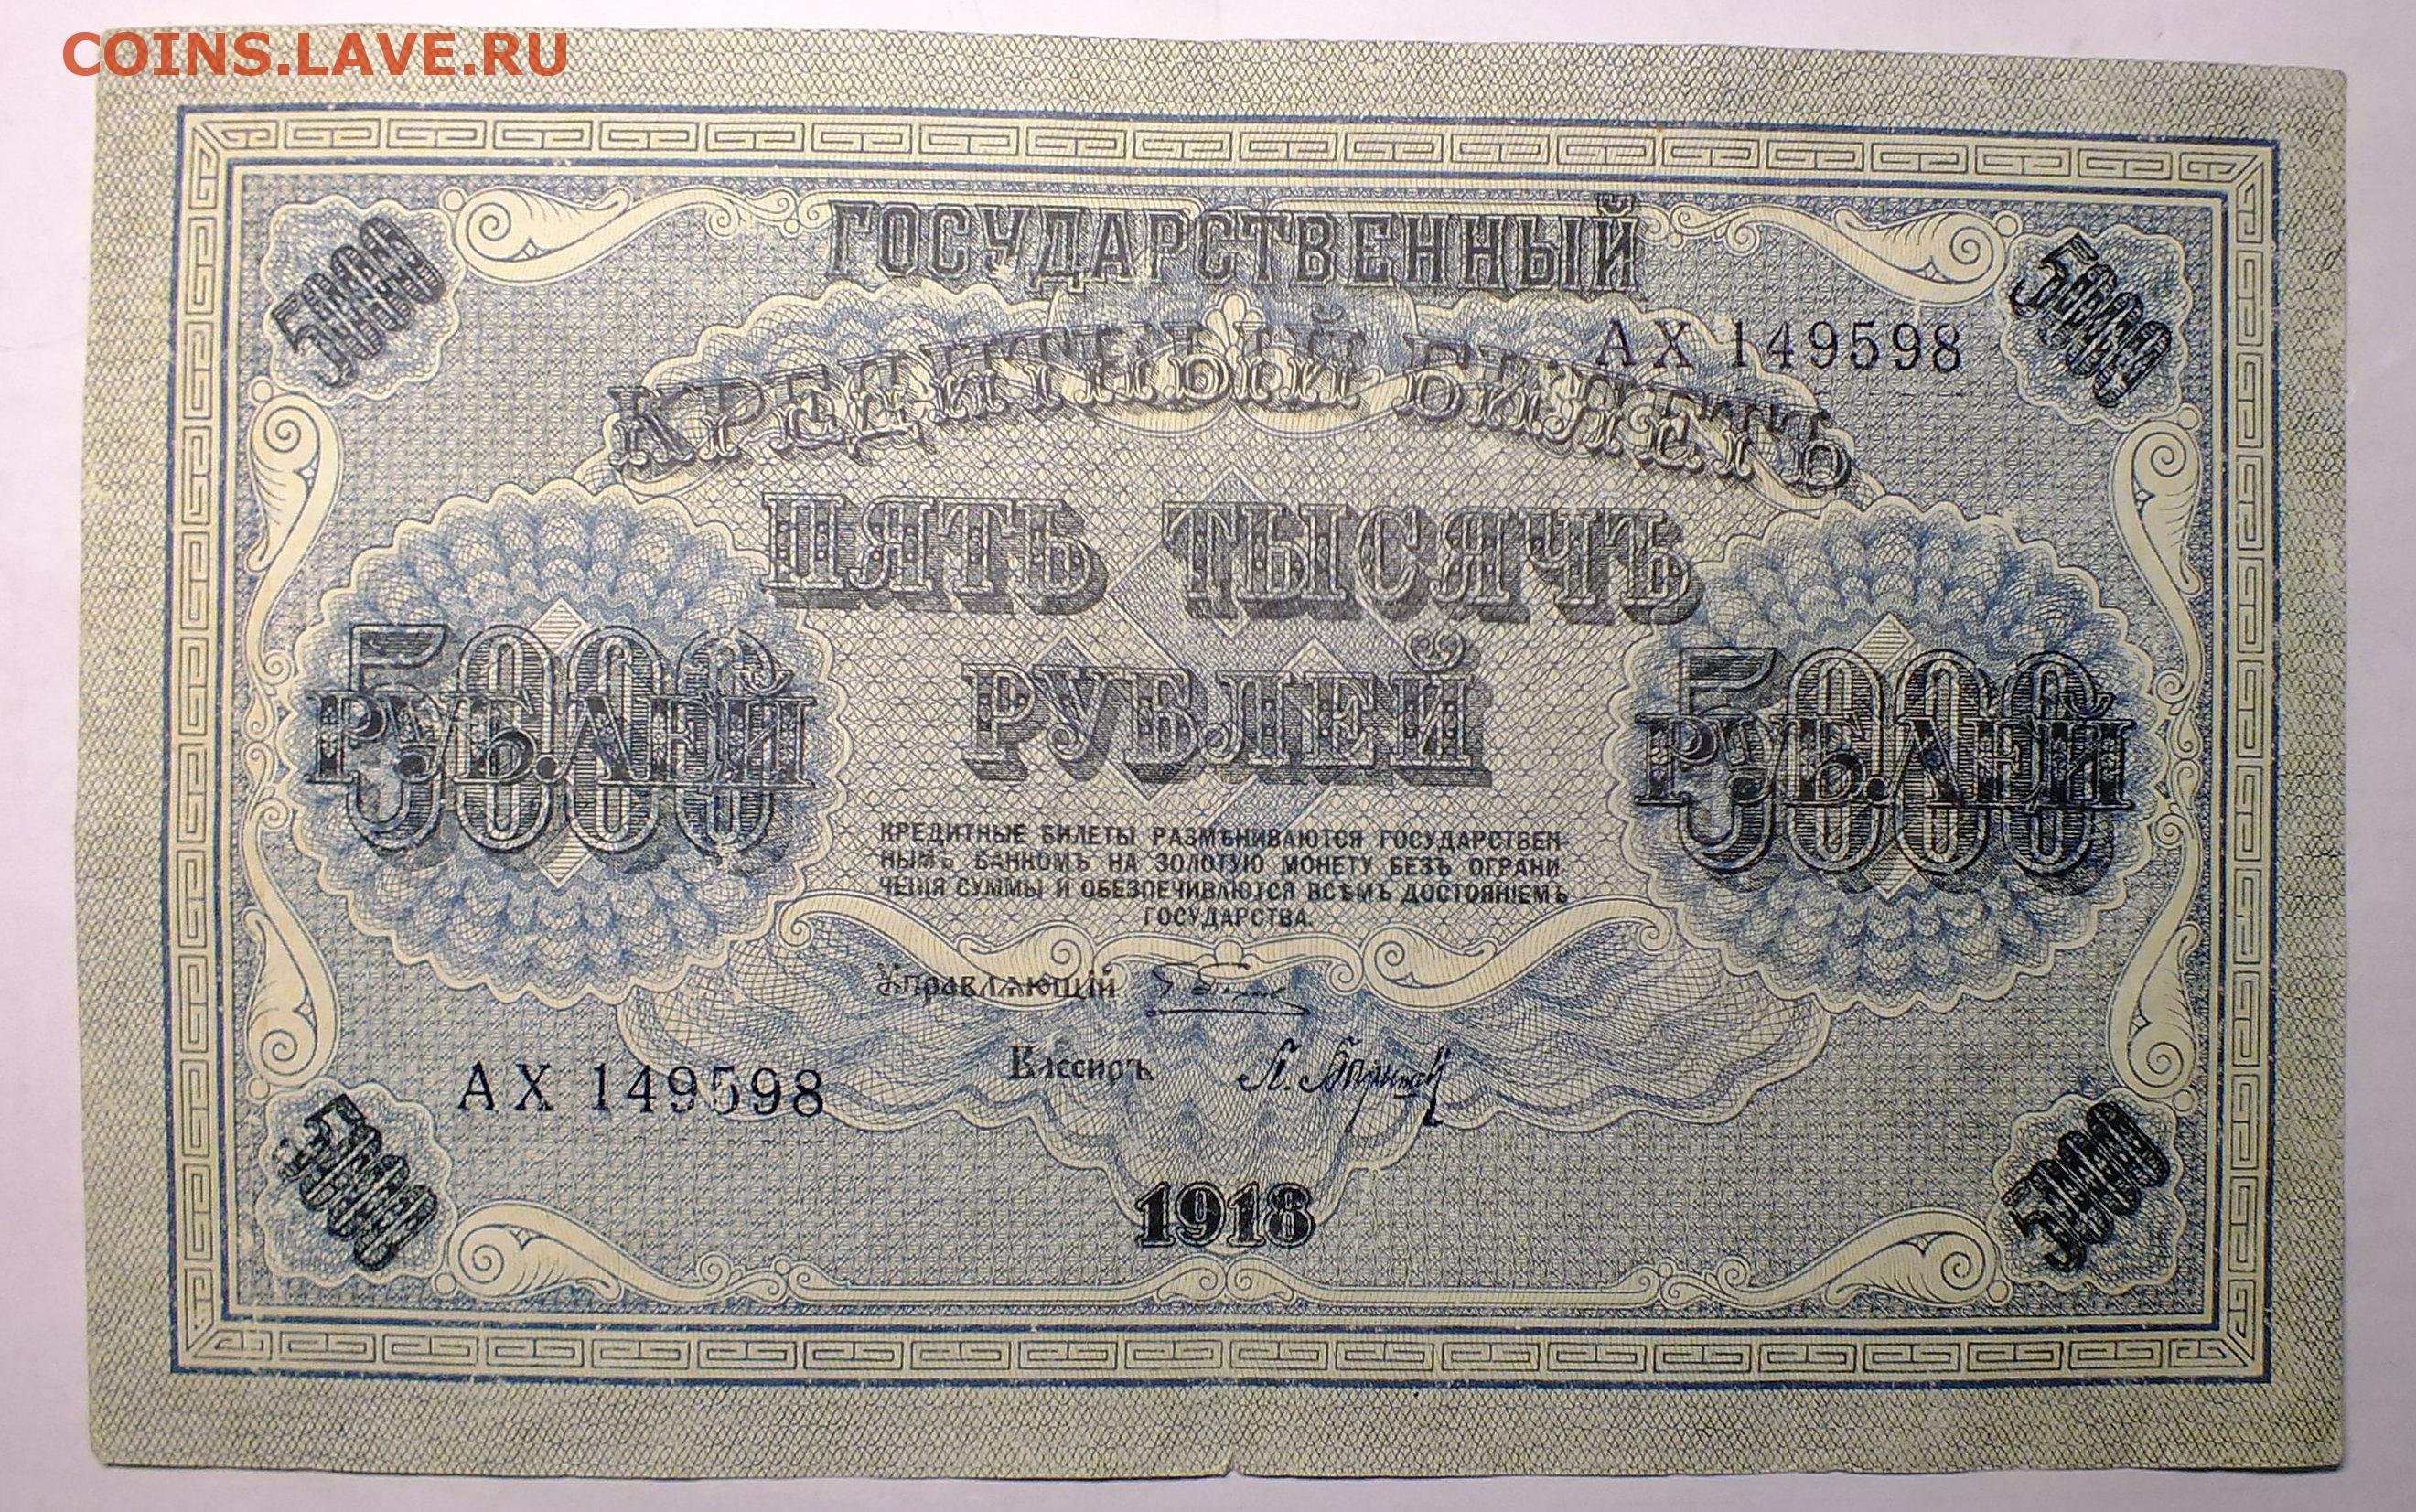 COINS.LAVE.RU
5000
5000
ГОСУДАРСТВЕННЫЙ
АХ 149598
КРЕДИТНЫЙ БИЛЕТЪ
ПЯТЬ ТЫСЯЧЪ
РУБЛЕЙ
5000
РУБЛЕЙ
5000
РУБЛЕЙ
КРЕДИТНЫЕ БИЛЕТЫ РАЗМѢНИВАЮТСЯ ГОСУДАРСТВЕН-
НЫМЪ БАНКОМЪ НА ЗОЛОТУЮ МОНЕТУ БЕЗЪ ОГРАНИ
ЧЕНІЯ СУММЫ И ОБЕЗПЕЧИВАЮТСЯ ВСѢМЪ ДОСТОЯНІЕМЪ
ГОСУДАРСТВА.
Управляющій
Кассиръ
АХ 149598
5000
1918
5000